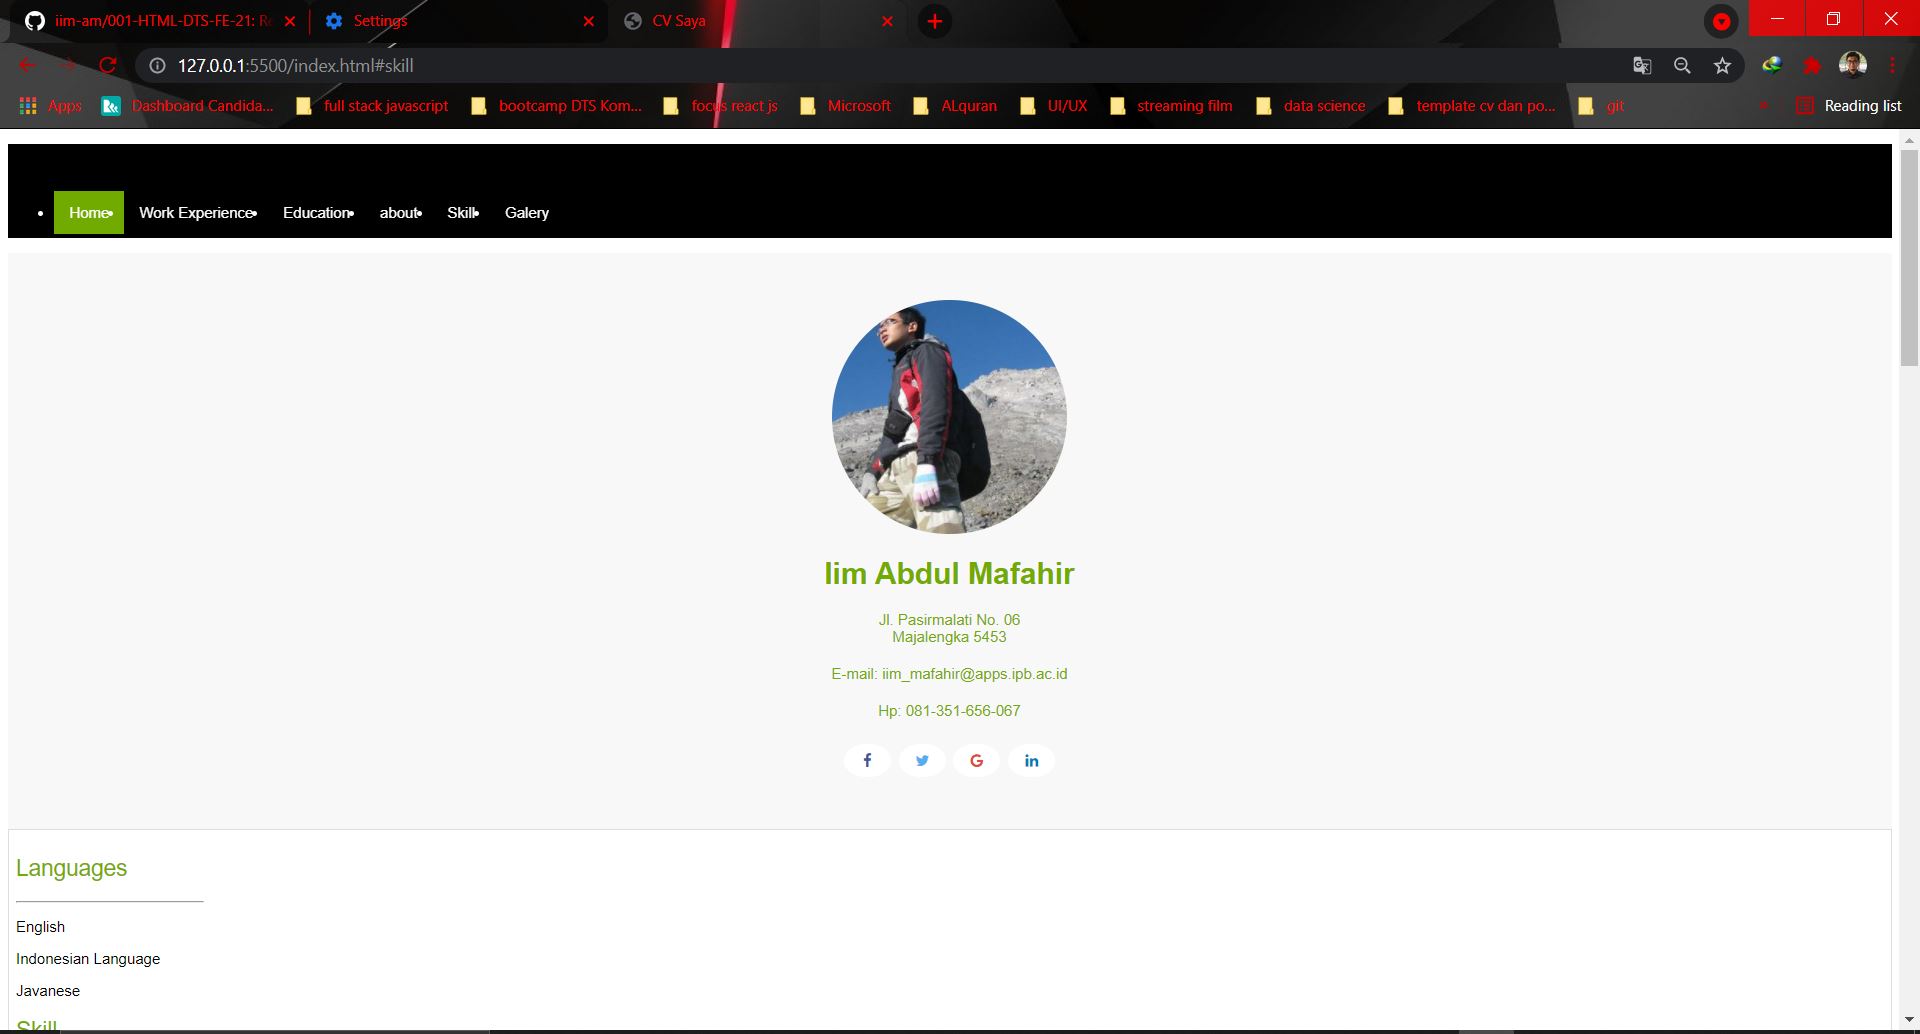 iim-am/001-HTML-DTS-FE-21: Re
Settings
CV Saya
127.0.0.1:5500/index.html#skill
Apps
Dashboard Candida...
full stack javascript
bootcamp DTS Kom...
focus react js
Microsoft
ALquran
UI/UX
streaming film
data science
template cv dan po...
git
Reading list
Home
Work Experience
Education
about
Skill
Galery
Iim Abdul Mafahir
Jl. Pasirmalati No. 06
Majalengka 5453
E-mail: iim_mafahir@apps.ipb.ac.id
Hp: 081-351-656-067
Languages
English
Indonesian Language
Javanese
Skill